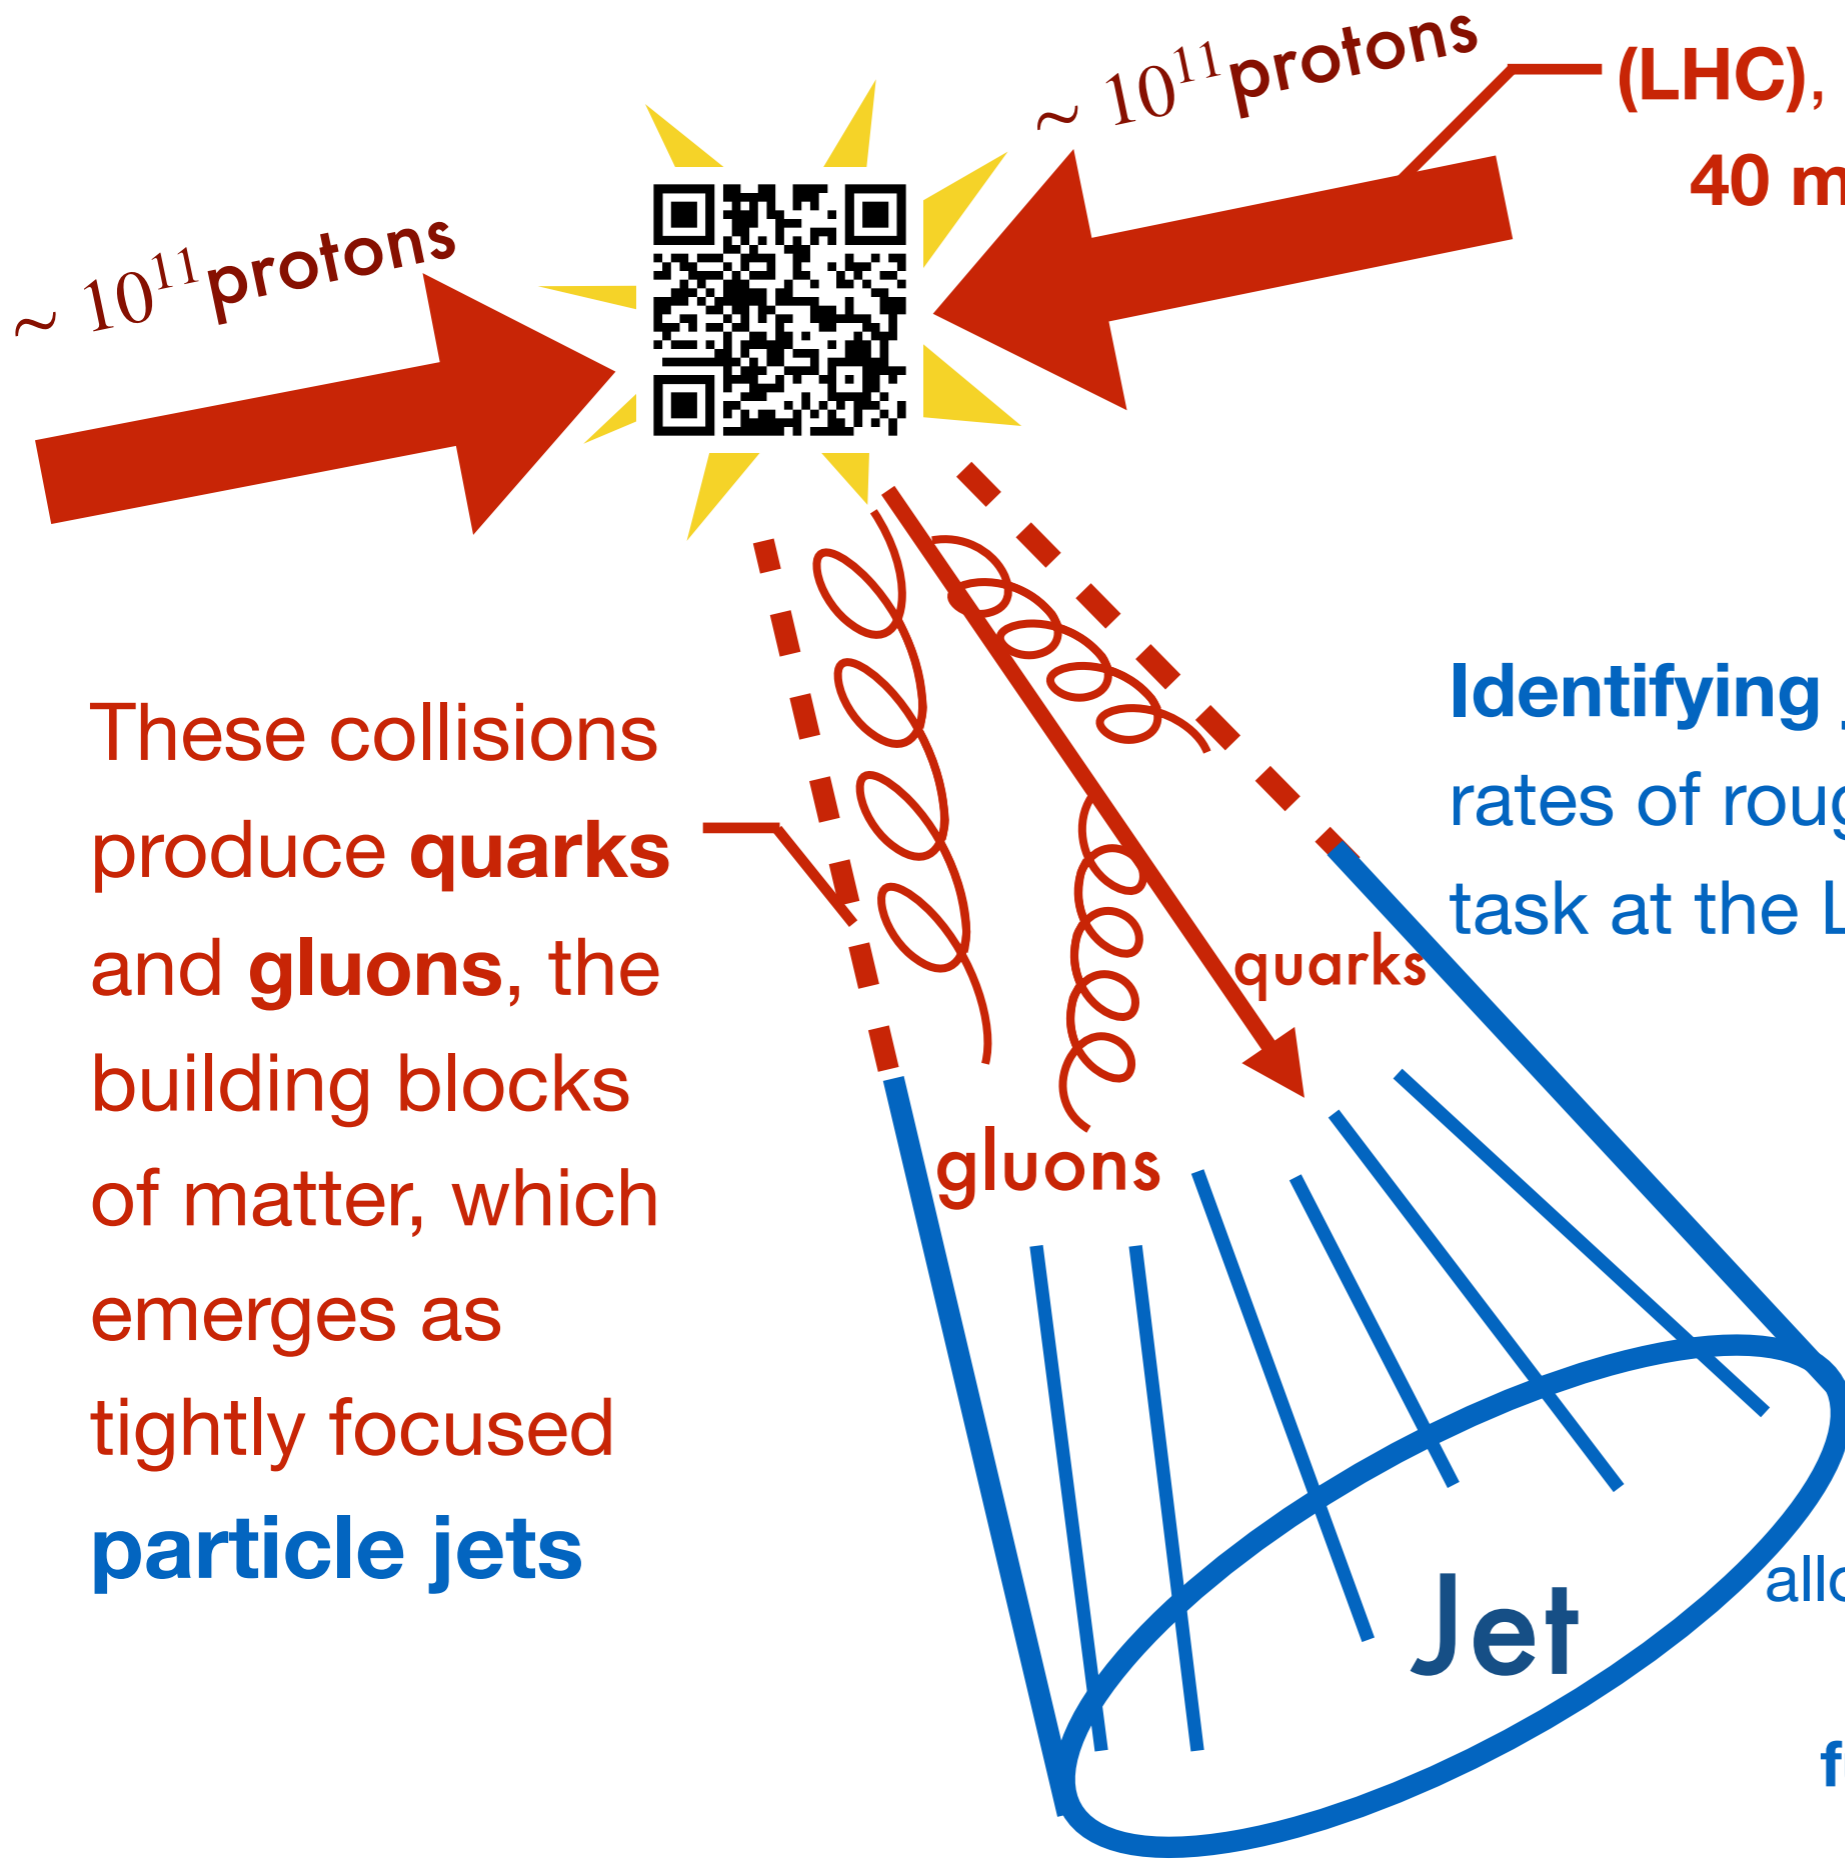 ~ 10¹¹ protons
(LHC),
40 m
~ 10¹¹ protons
These collisions
produce quarks
and gluons, the
building blocks
of matter, which
emerges as
tightly focused
particle jets
Identifying
rates of roug
task at the L
quarks
gluons
allo
Jet
f